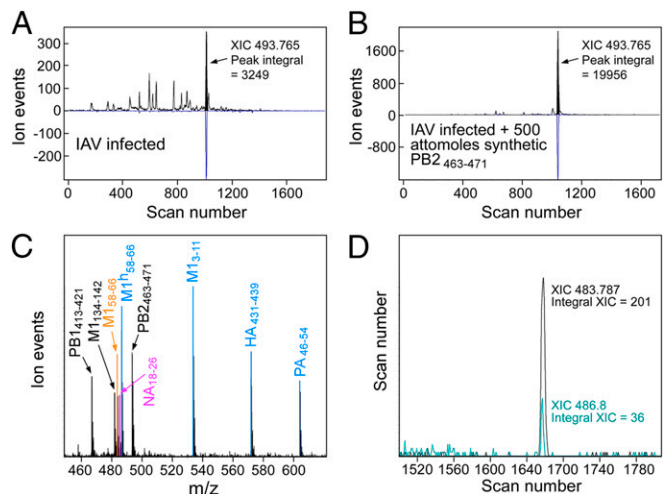 A
Ion events
300
200
100
0
-100
-200
XIC 493.765
Peak integral
= 3249
IAV infected
0
400
800
1200
1600
Scan number
B
Ion events
1600
800
0
-800
XIC 493.765
Peak integral
= 19956
IAV infected + 500
attomoles synthetic
PB2 463-471
0
400
800
1200
1600
Scan number
C
Ion events
PB1413-421
M1134-142
M158-66
M1h58-66
PB2463-471
NA18-26
M13-11
HA431-439
PA46-54
460 480 500 520 540 560 580 600
m/z
D
Scan number
XIC 483.787
Integral XIC = 201
XIC 486.8
Integral XIC = 36
1520 1560 1600 1640 1700 1740 1780
Scan number